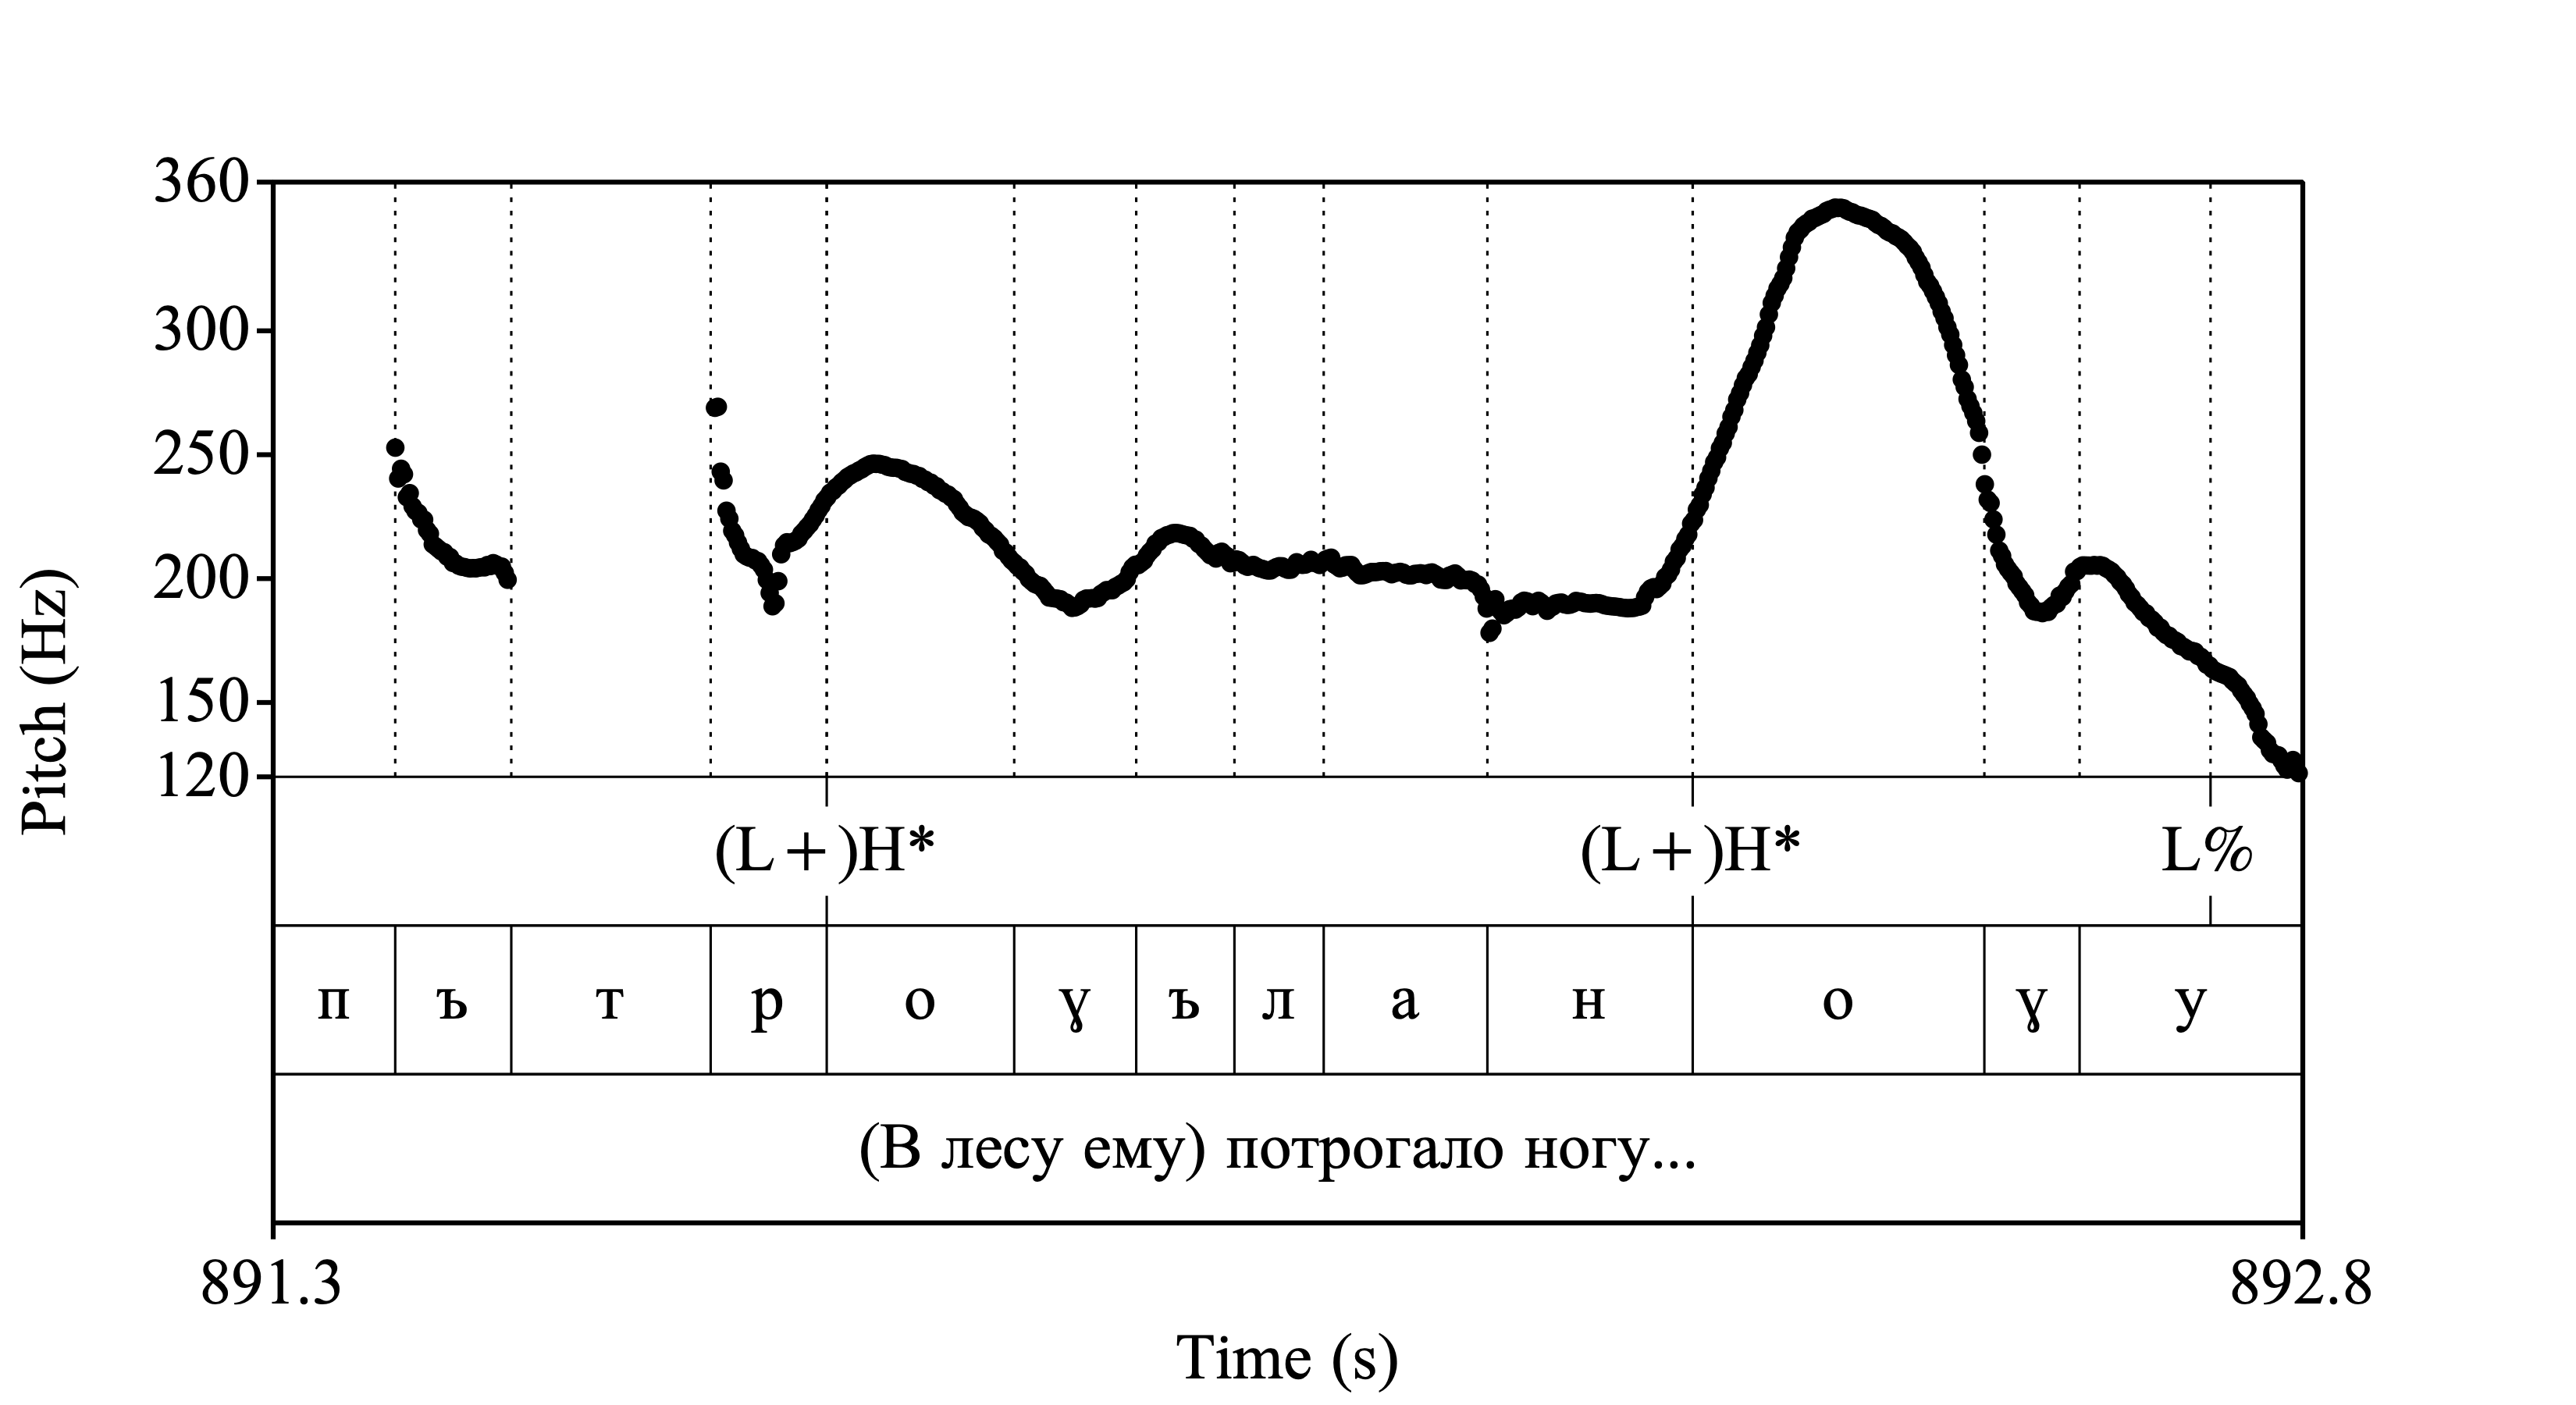 360
300
250
200
150
120
Pitch (Hz)
(L+)H* (L+)H* L%
п ъ т р о ɣ ъ л а н о ɣ у
(В лесу ему) потрогало ногу...
891.3 892.8
Time (s)